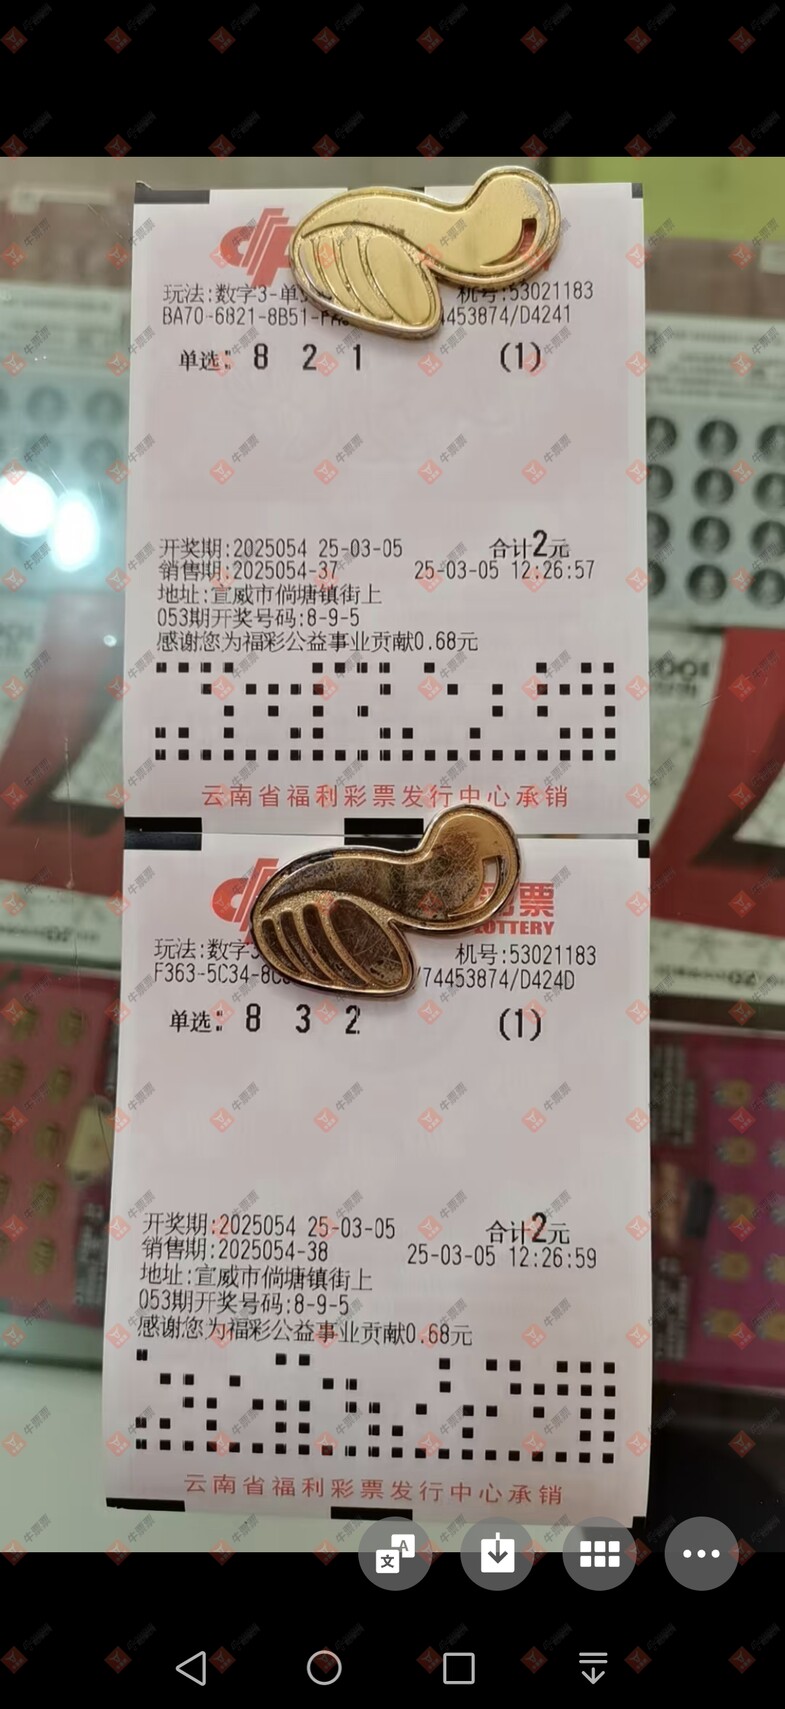 玩法:数字3-单
机号:53021183
BA70-6821-8B51-
4453874/D4241
单选: 8 2 1 (1)
开奖期:2025054 25-03-05 合计2元
销售期:2025054-37 25-03-05 12:26:57
地址:宣威市倘塘镇街上
053期开奖号码:8-9-5
感谢您为福彩公益事业贡献0.68元
云南省福利彩票发行中心承销
彩票
LOTTERY
玩法:数字3
机号:53021183
F363-5C34-
/74453874/D424D
单选: 8 3 2 (1)
开奖期:2025054 25-03-05 合计2元
销售期:2025054-38 25-03-05 12:26:59
地址:宣威市倘塘镇街上
053期开奖号码:8-9-5
感谢您为福彩公益事业贡献0.68元
云南省福利彩票发行中心承销
牛票票